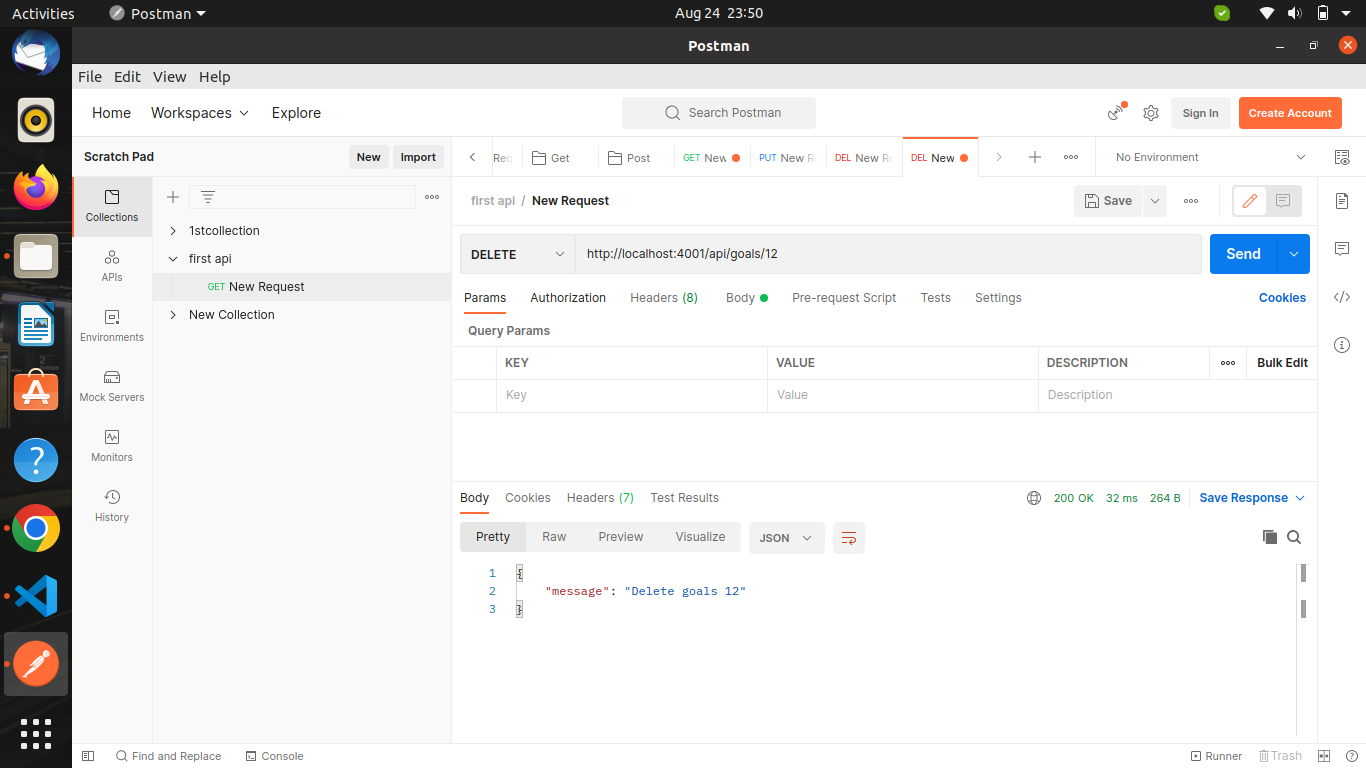 Activities Postman Aug 24 23:50
Postman
File Edit View Help
Home Workspaces Explore Search Postman Sign In Create Account
Scratch Pad New Import Get Post GET New PUT New DEL New DEL New No Environment
Collections
APIs
Environments
Mock Servers
Monitors
History
1stcollection
first api
GET New Request
New Collection
first api / New Request Save
DELETE http://localhost:4001/api/goals/12 Send
Params Authorization Headers (8) Body Pre-request Script Tests Settings Cookies
Query Params
KEY VALUE DESCRIPTION Bulk Edit
Key Value Description
Body Cookies Headers (7) Test Results 200 OK 32 ms 264 B Save Response
Pretty Raw Preview Visualize JSON
1 {
2 "message": "Delete goals 12"
3 }
Find and Replace Console Runner Trash